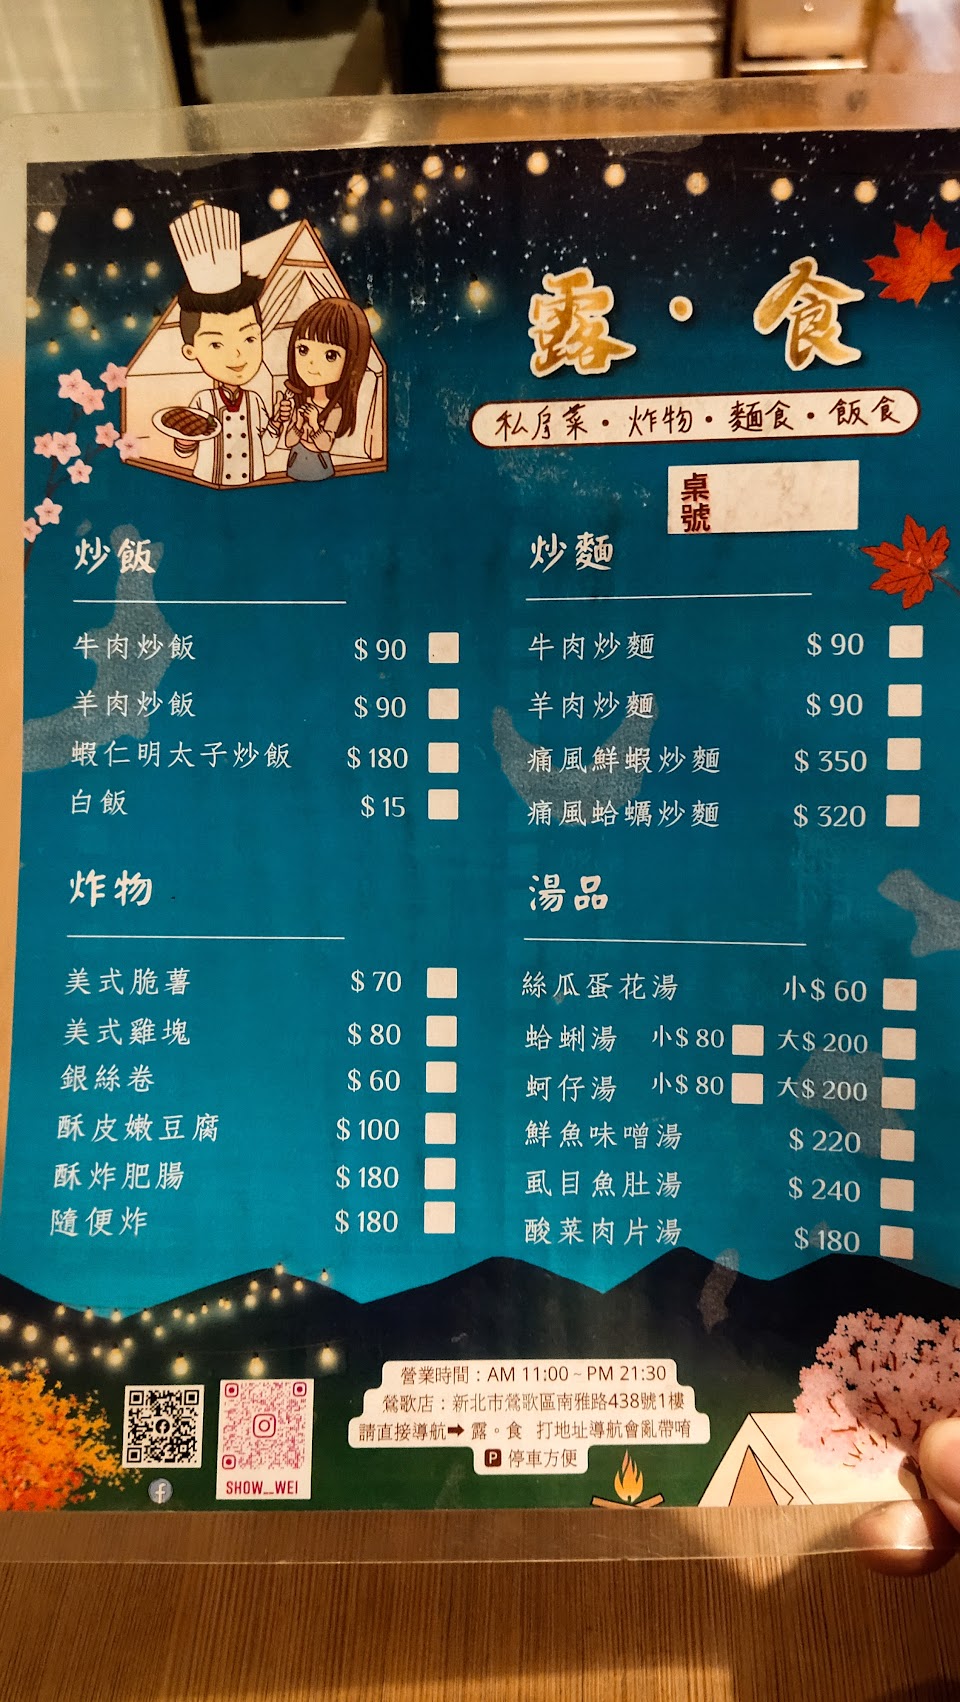 露・食
私房菜・炸物・麵食・飯食
桌號
炒飯
牛肉炒飯 $90
羊肉炒飯 $90
蝦仁明太子炒飯 $180
白飯 $15
炒麵
牛肉炒麵 $90
羊肉炒麵 $90
痛風鮮蝦炒麵 $350
痛風蛤蠣炒麵 $320
炸物
美式脆薯 $70
美式雞塊 $80
銀絲卷 $60
酥皮嫩豆腐 $100
酥炸肥腸 $180
隨便炸 $180
湯品
絲瓜蛋花湯 小$60
蛤蜊湯 小$80 大$200
蚵仔湯 小$80 大$200
鮮魚味噌湯 $220
虱目魚肚湯 $240
酸菜肉片湯 $180
營業時間：AM 11:00 ~ PM 21:30
鶯歌店：新北市鶯歌區南雅路438號1樓
請直接導航➡ 露。食 打地址導航會亂帶唷
P 停車方便
SHOW__WEI